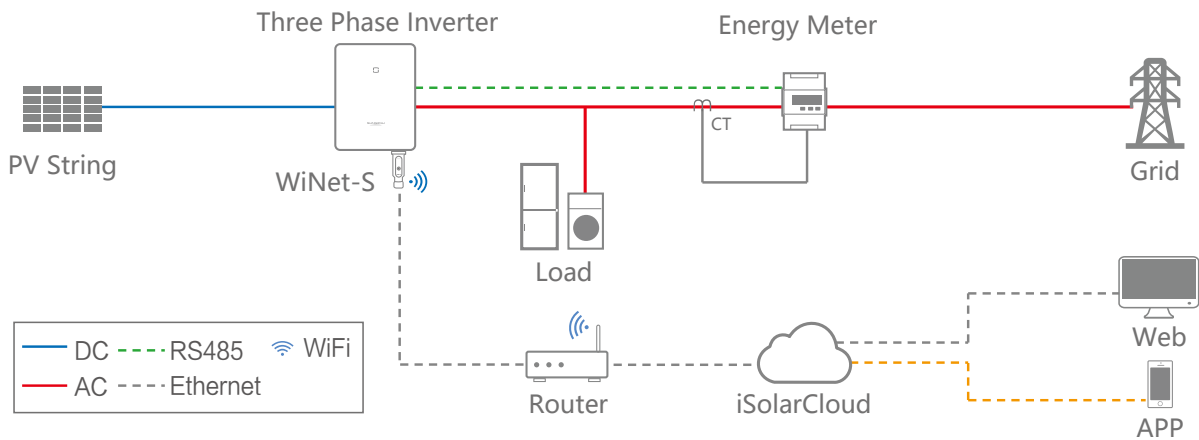 Three Phase Inverter
Energy Meter
CT
PV String
WiNet-S
Grid
Load
DC
RS485
WiFi
AC
Ethernet
Router
iSolarCloud
Web
APP